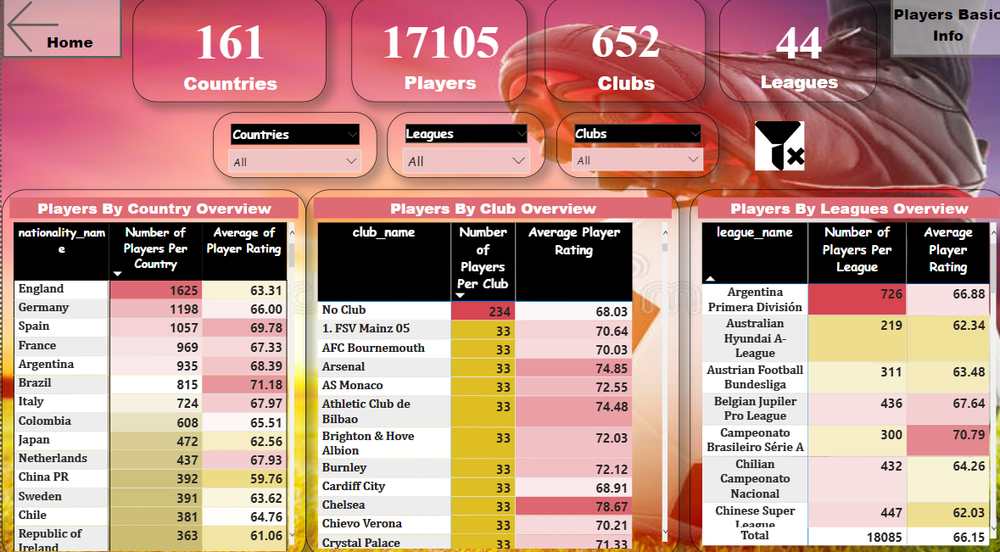 Home
161
Countries
17105
Players
652
Clubs
44
Leagues
Players Basic
Info
Countries
All
Leagues
All
Clubs
All
Players By Country Overview
nationality_nam
e
Number of
Players Per
Country
Average of
Player Rating
England 1625 63.31
Germany 1198 66.00
Spain 1057 69.78
France 969 67.33
Argentina 935 68.39
Brazil 815 71.18
Italy 724 67.97
Colombia 608 65.51
Japan 472 62.56
Netherlands 437 67.93
China PR 392 59.76
Sweden 391 63.62
Chile 381 64.76
Republic of
Ireland 363 61.06
Players By Club Overview
club_name
Number
of
Players
Per Club
Average Player
Rating
No Club 234 68.03
1. FSV Mainz 05 33 70.64
AFC Bournemouth 33 70.03
Arsenal 33 74.85
AS Monaco 33 72.55
Athletic Club de
Bilbao 33 74.48
Brighton & Hove
Albion 33 72.03
Burnley 33 72.12
Cardiff City 33 68.91
Chelsea 33 78.67
Chievo Verona 33 70.21
Crystal Palace 33 71.33
Players By Leagues Overview
league_name
Number of
Players Per
League
Average
Player
Rating
Argentina
Primera División 726 66.88
Australian
Hyundai A-
League 219 62.34
Austrian Football
Bundesliga 311 63.48
Belgian Jupiler
Pro League 436 67.64
Campeonato
Brasileiro Série A 300 70.79
Chilian
Campeonato
Nacional 432 64.26
Chinese Super
League 447 62.03
Total 18085 66.15